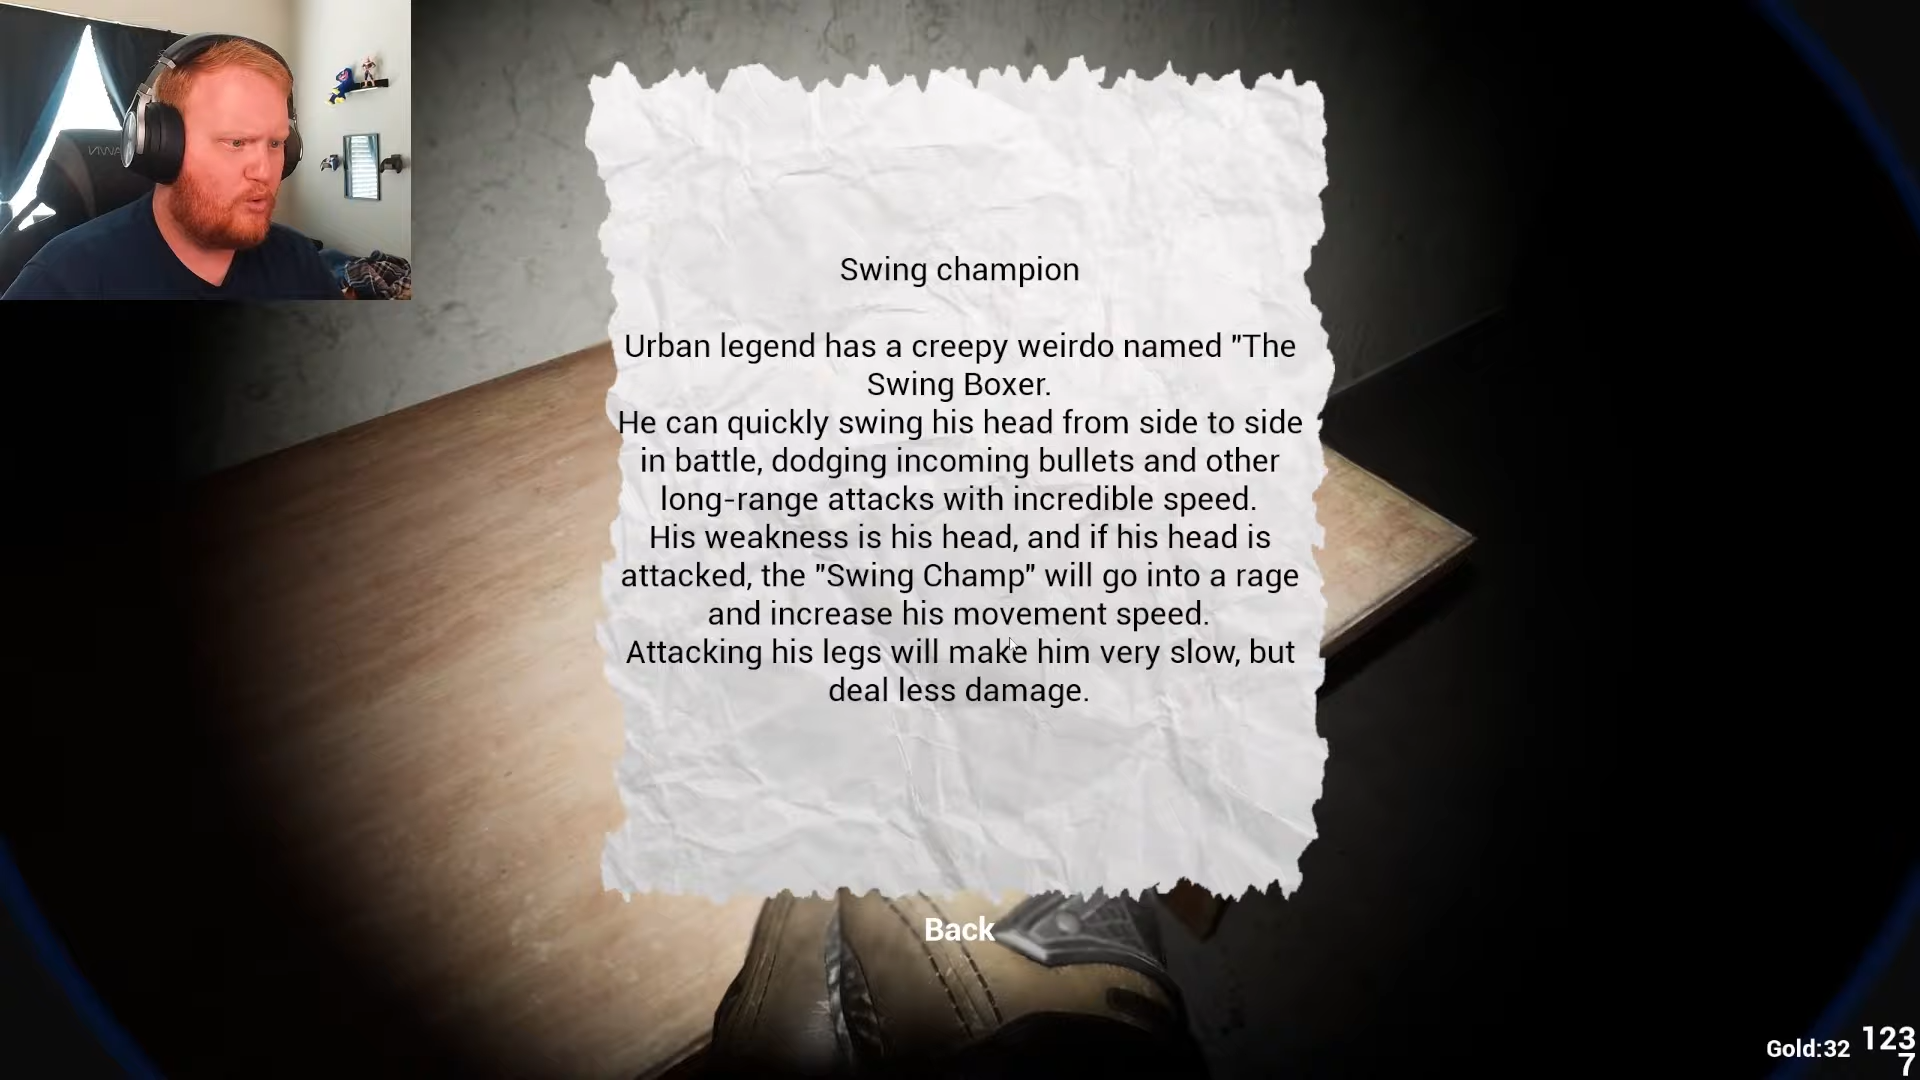 Swing champion
Urban legend has a creepy weirdo named "The
Swing Boxer.
He can quickly swing his head from side to side
in battle, dodging incoming bullets and other
long-range attacks with incredible speed.
His weakness is his head, and if his head is
attacked, the "Swing Champ" will go into a rage
and increase his movement speed.
Attacking his legs will make him very slow, but
deal less damage.
Back
Gold:32
123
7